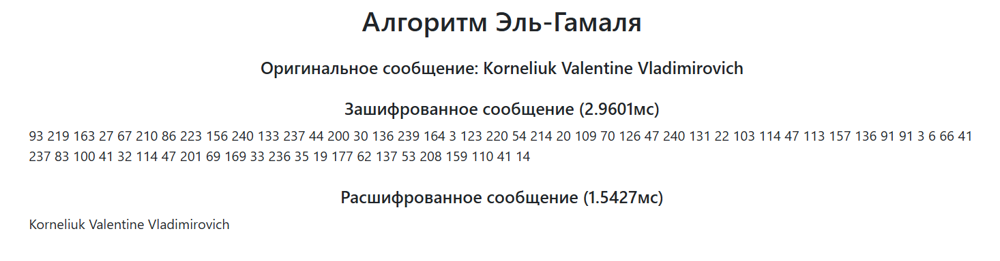 Алгоритм Эль-Гамаля
Оригинальное сообщение: Korneliuk Valentine Vladimirovich
Зашифрованное сообщение (2.9601мс)
93 219 163 27 67 210 86 223 156 240 133 237 44 200 30 136 239 164 3 123 220 54 214 20 109 70 126 47 240 131 22 103 114 47 113 157 136 91 91 3 6 66 41
237 83 100 41 32 114 47 201 69 169 33 236 35 19 177 62 137 53 208 159 110 41 14
Расшифрованное сообщение (1.5427мс)
Korneliuk Valentine Vladimirovich